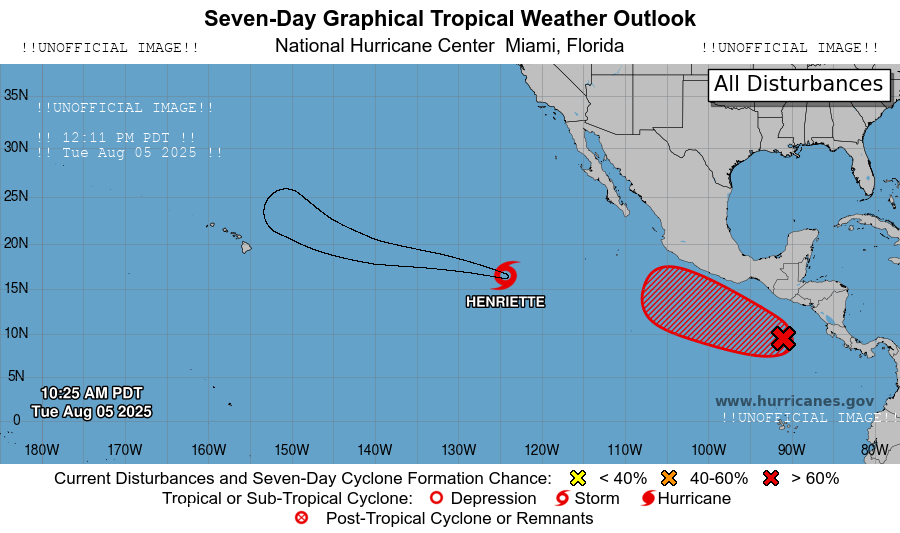 Seven-Day Graphical Tropical Weather Outlook
!!UNOFFICIAL IMAGE!! National Hurricane Center Miami, Florida !!UNOFFICIAL IMAGE!!
All Disturbances
35N
!!UNOFFICIAL IMAGE!!
!! 12:11 PM PDT !!
30N
!! Tue Aug 05 2025 !!
25N
20N
15N
HENRIETTE
10N
5N
10:25 AM PDT
Tue Aug 05 2025
www.hurricanes.gov
!!UNOFFICIAL IMAGE!!
0
180W 170W 160W 150W 140W 130W 120W 110W 100W 90W 80W
Current Disturbances and Seven-Day Cyclone Formation Chance: < 40% 40-60% > 60%
Tropical or Sub-Tropical Cyclone: Depression Storm Hurricane
Post-Tropical Cyclone or Remnants